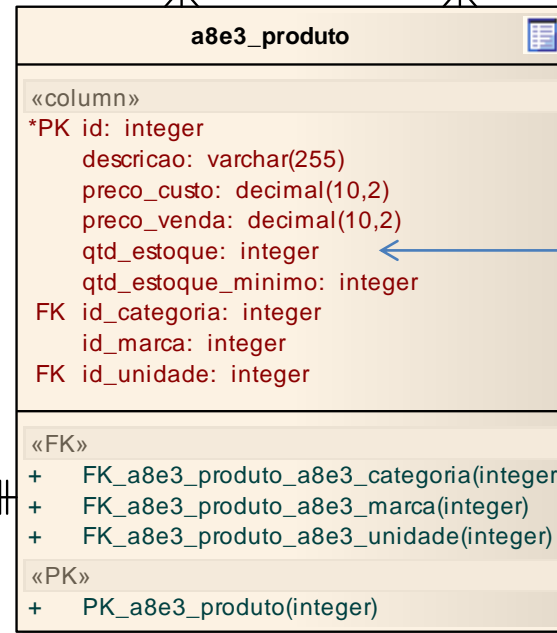 a8e3_produto
«column»
*PK id: integer
descricao: varchar(255)
preco_custo: decimal(10,2)
preco_venda: decimal(10,2)
qtd_estoque: integer
qtd_estoque_minimo: integer
FK id_categoria: integer
id_marca: integer
FK id_unidade: integer
«FK»
+ FK_a8e3_produto_a8e3_categoria(integer
+ FK_a8e3_produto_a8e3_marca(integer)
+ FK_a8e3_produto_a8e3_unidade(integer)
«PK»
+ PK_a8e3_produto(integer)